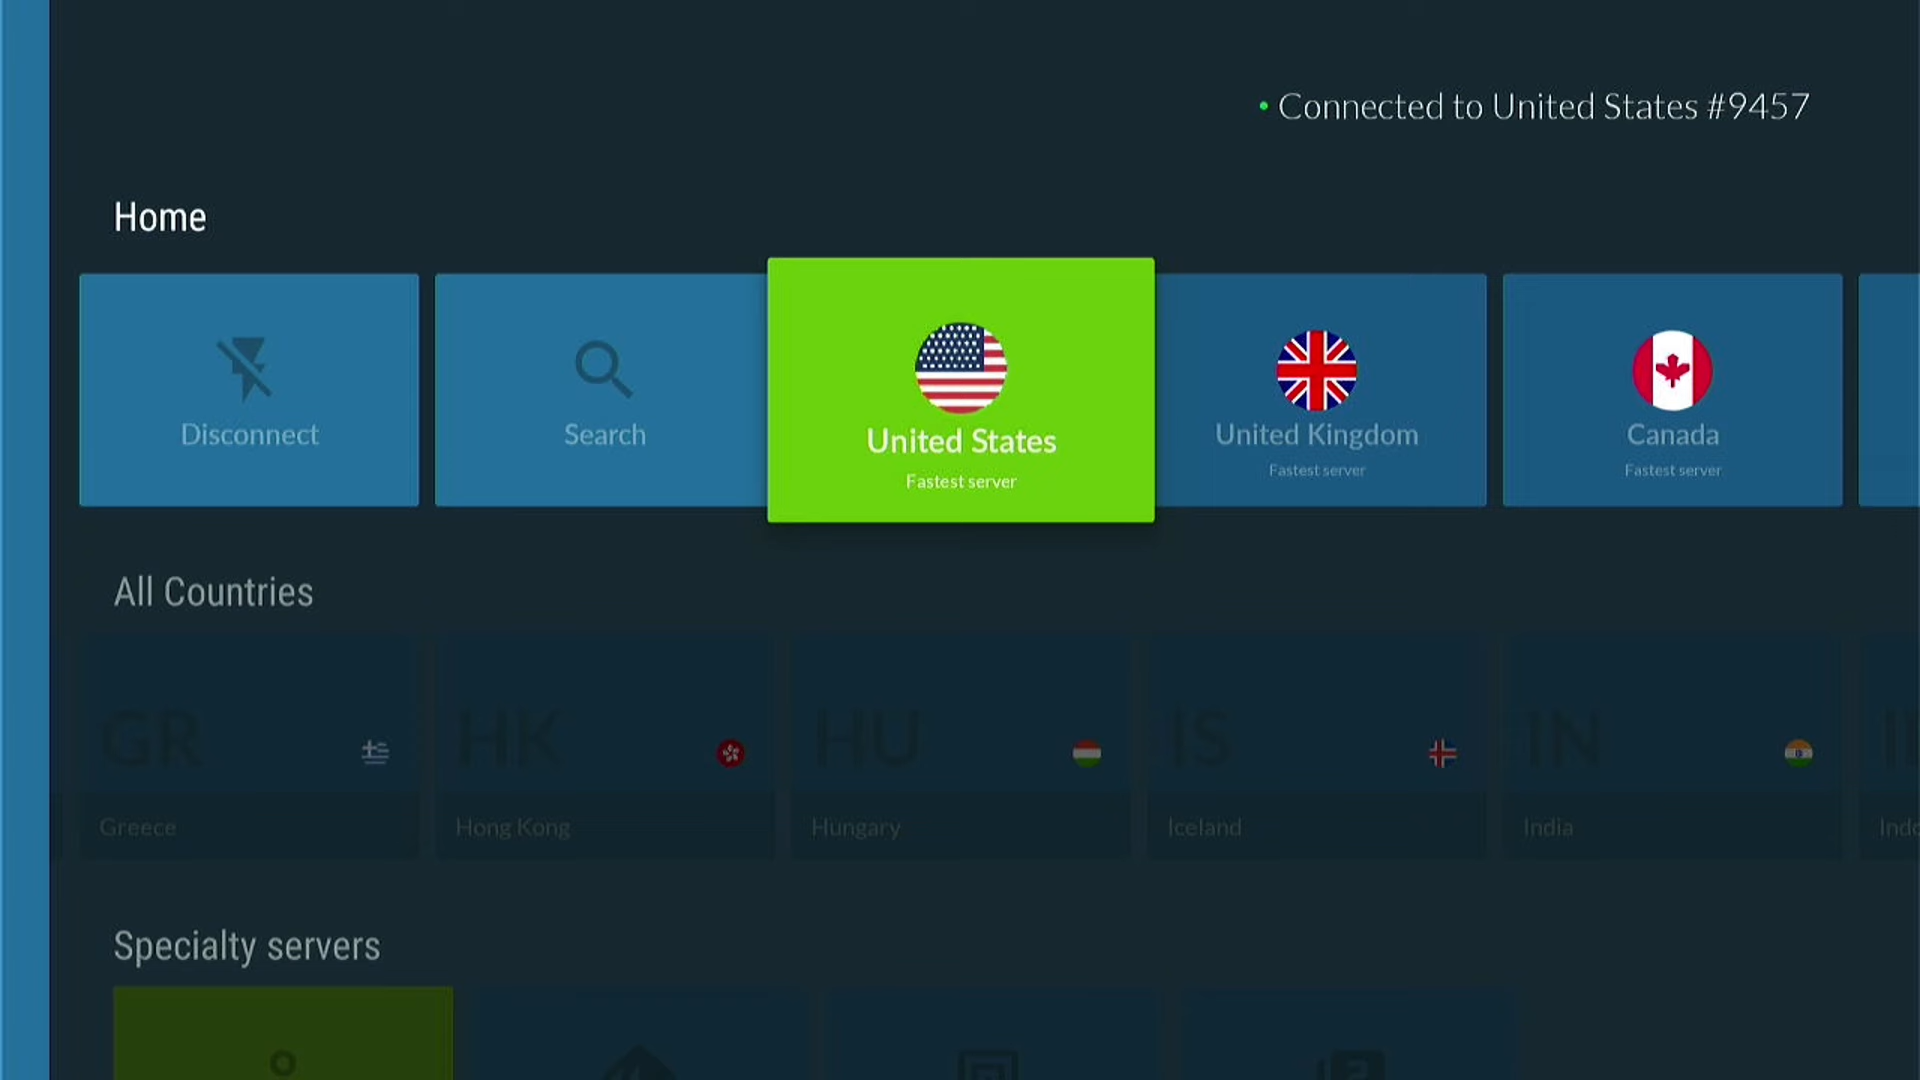 Connected to United States #9457
Home
Disconnect
Search
United States
Fastest server
United Kingdom
Fastest server
Canada
Fastest server
All Countries
GR
HK
HU
IS
IN
Greece
Hong Kong
Hungary
Iceland
India
Specialty servers